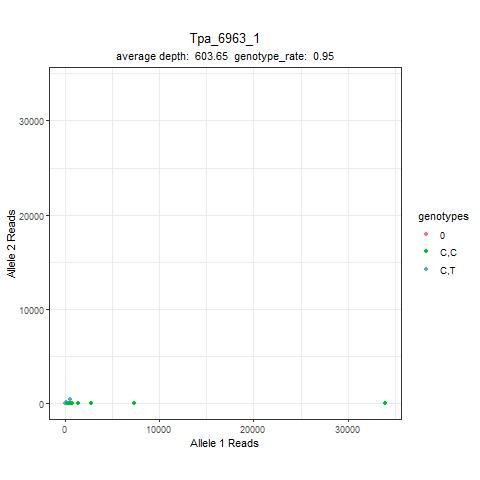 Tpa_6963_1
average depth: 603.65 genotype_rate: 0.95
30000
20000
10000
0
Allele 2 Reads
0 10000 20000 30000
Allele 1 Reads
genotypes
0
C,C
C,T